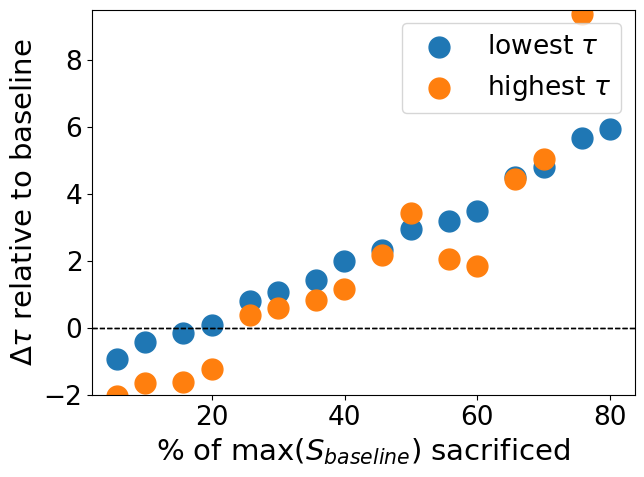 Δτ relative to baseline
8
6
4
2
0
−2
lowest τ
highest τ
20 40 60 80
% of max(S_baseline) sacrificed